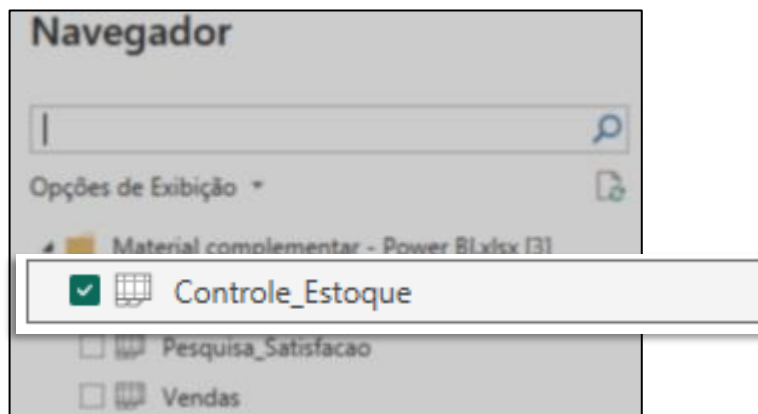 Navegador
Opções de Exibição
Material complementar - Power BI.xlsx [3]
Controle_Estoque
Pesquisa_Satisfacao
Vendas